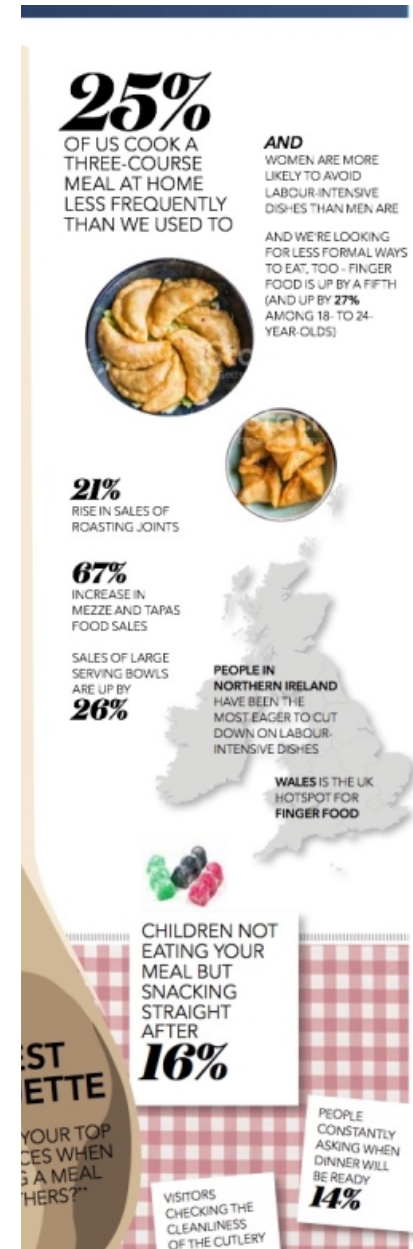 25%
OF US COOK A
THREE-COURSE
MEAL AT HOME
LESS FREQUENTLY
THAN WE USED TO
AND
WOMEN ARE MORE
LIKELY TO AVOID
LABOUR-INTENSIVE
DISHES THAN MEN ARE
AND WE'RE LOOKING
FOR LESS FORMAL WAYS
TO EAT, TOO - FINGER
FOOD IS UP BY A FIFTH
(AND UP BY 27%
AMONG 18- TO 24-
YEAR-OLDS)
21%
RISE IN SALES OF
ROASTING JOINTS
67%
INCREASE IN
MEZZE AND TAPAS
FOOD SALES
SALES OF LARGE
SERVING BOWLS
ARE UP BY
26%
PEOPLE IN
NORTHERN IRELAND
HAVE BEEN THE
MOST EAGER TO CUT
DOWN ON LABOUR-
INTENSIVE DISHES
WALES IS THE UK
HOTSPOT FOR
FINGER FOOD
CHILDREN NOT
EATING YOUR
MEAL BUT
SNACKING
STRAIGHT
AFTER
16%
EST
ETTE
YOUR TOP
CES WHEN
G A MEAL
HERS?**
PEOPLE
CONSTANTLY
ASKING WHEN
DINNER WILL
BE READY
14%
VISITORS
CHECKING THE
CLEANLINESS
OF THE CUTLERY